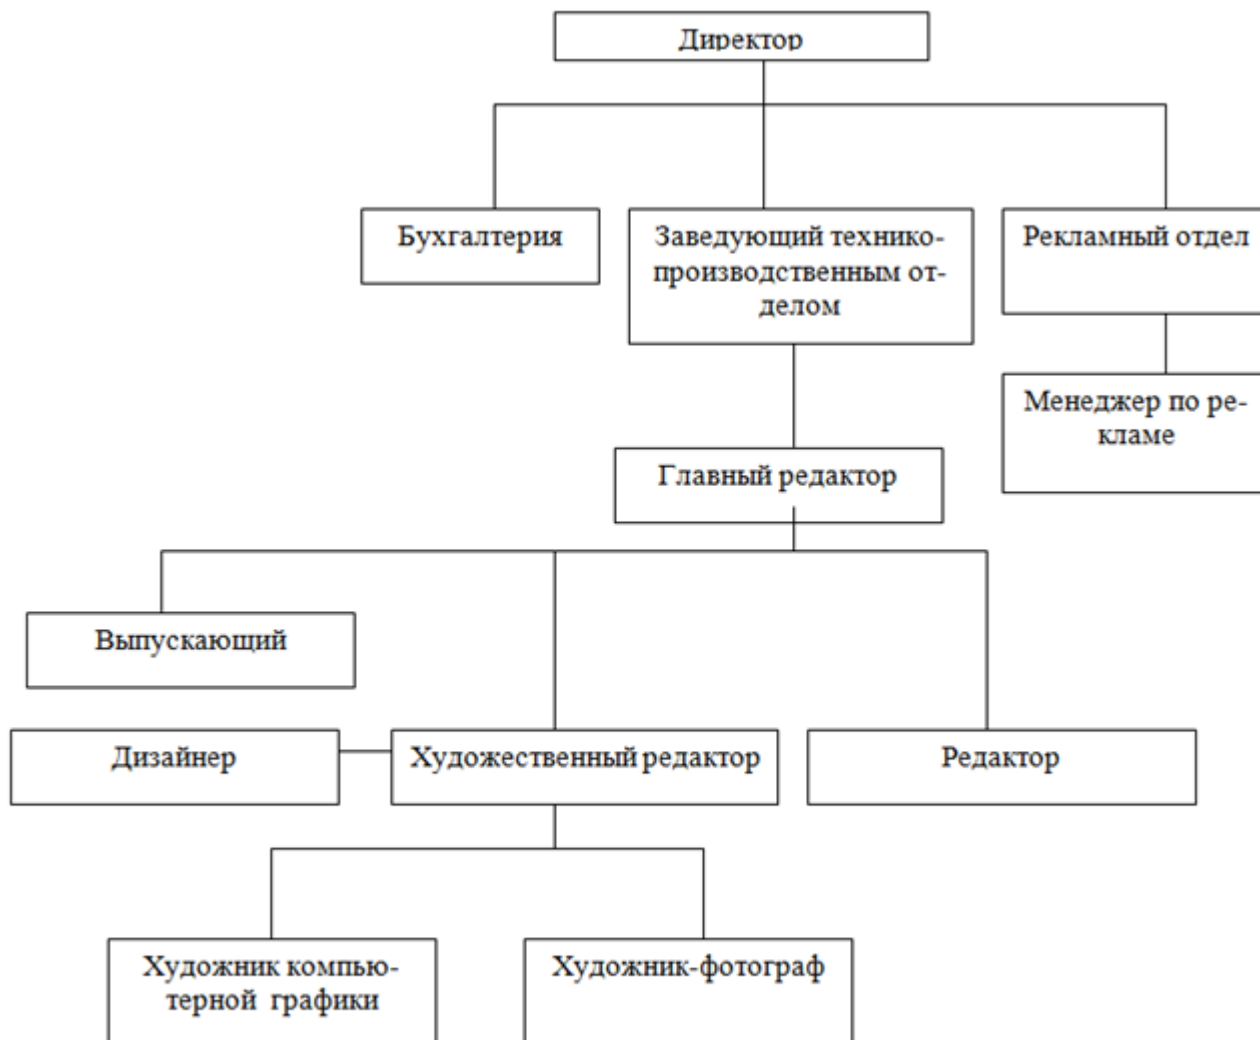 Директор
Бухгалтерия
Заведующий технико-
производственным от-
делом
Рекламный отдел
Менеджер по ре-
кламе
Главный редактор
Выпускающий
Дизайнер
Художественный редактор
Редактор
Художник компью-
терной графики
Художник-фотограф